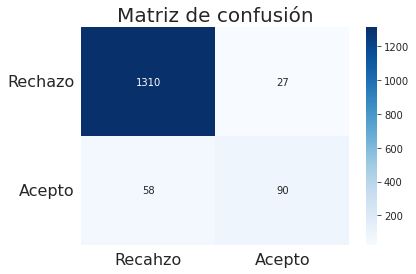 Matriz de confusión
Rechazo
1310
27
Acepto
58
90
Recahzo
Acepto
1200
1000
800
600
400
200